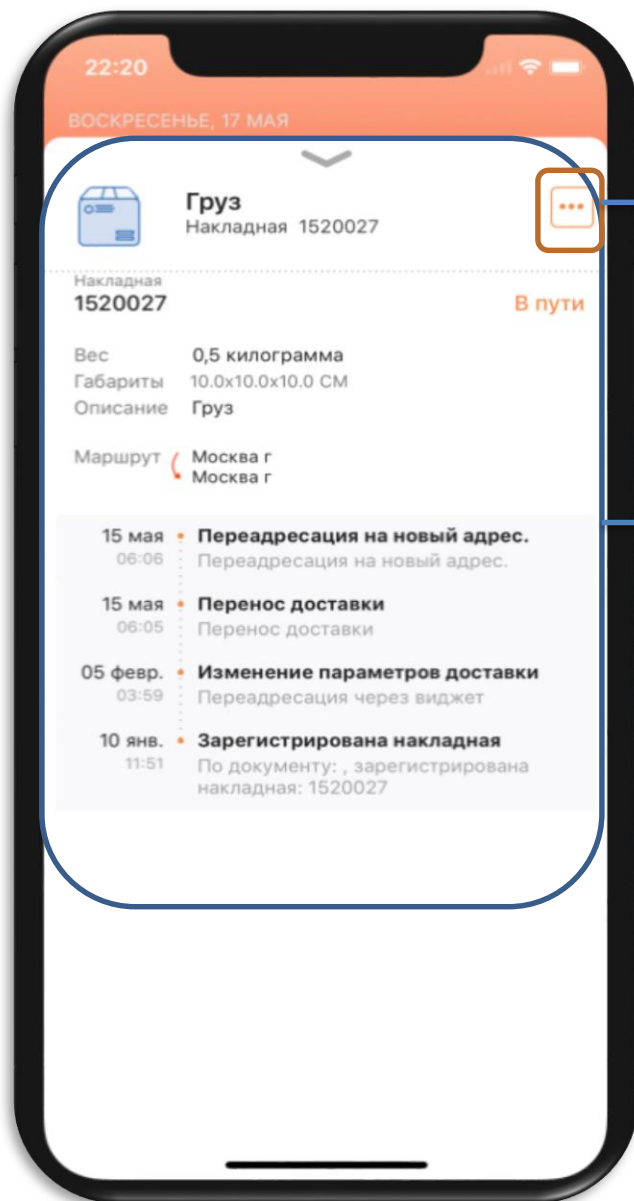 22:20
ВОСКРЕСЕНЬЕ, 17 МАЯ
Груз
Накладная 1520027
Накладная
1520027
В пути
Вес 0,5 килограмма
Габариты 10.0x10.0x10.0 СМ
Описание Груз
Маршрут Москва г
Москва г
15 мая Переадресация на новый адрес.
06:06 Переадресация на новый адрес.
15 мая Перенос доставки
06:05 Перенос доставки
05 февр. Изменение параметров доставки
03:59 Переадресация через виджет
10 янв. Зарегистрирована накладная
11:51 По документу: , зарегистрирована
накладная: 1520027